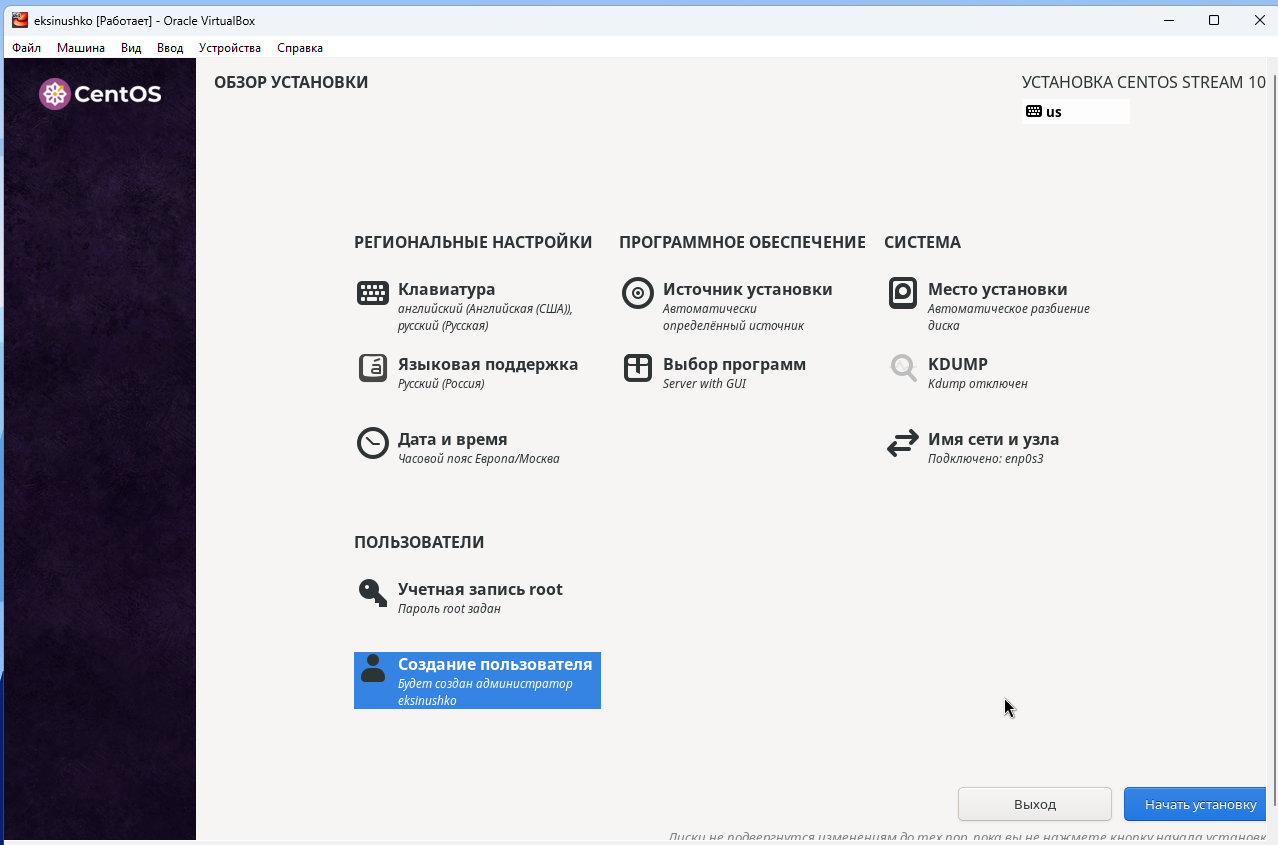 eksinushko [Работает] - Oracle VirtualBox
Файл Машина Вид Ввод Устройства Справка
CentOS
ОБЗОР УСТАНОВКИ
УСТАНОВКА CENTOS STREAM 10
us
РЕГИОНАЛЬНЫЕ НАСТРОЙКИ
Клавиатура
английский (Английская (США)),
русский (Русская)
Языковая поддержка
Русский (Россия)
Дата и время
Часовой пояс Европа/Москва
ПРОГРАММНОЕ ОБЕСПЕЧЕНИЕ
Источник установки
Автоматически
определённый источник
Выбор программ
Server with GUI
СИСТЕМА
Место установки
Автоматическое разбиение
диска
KDUMP
Kdump отключен
Имя сети и узла
Подключено: enp0s3
ПОЛЬЗОВАТЕЛИ
Учетная запись root
Пароль root задан
Создание пользователя
Будет создан администратор
eksinushko
Выход
Начать установку
Диски не подвергнутся изменениям до тех пор, пока вы не нажмете кнопку начала установк